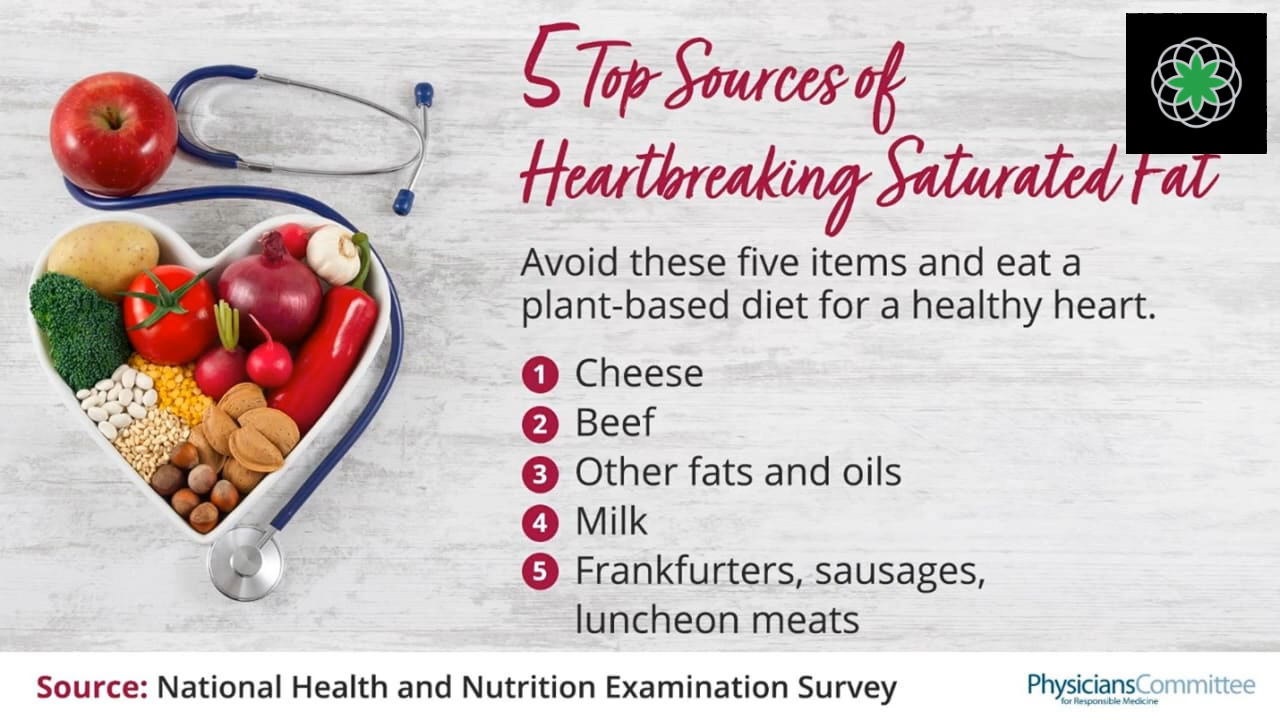 5 Top Sources of
Heartbreaking Saturated Fat
Avoid these five items and eat a
plant-based diet for a healthy heart.
1 Cheese
2 Beef
3 Other fats and oils
4 Milk
5 Frankfurters, sausages,
luncheon meats
Source: National Health and Nutrition Examination Survey
PhysiciansCommittee
for Responsible Medicine